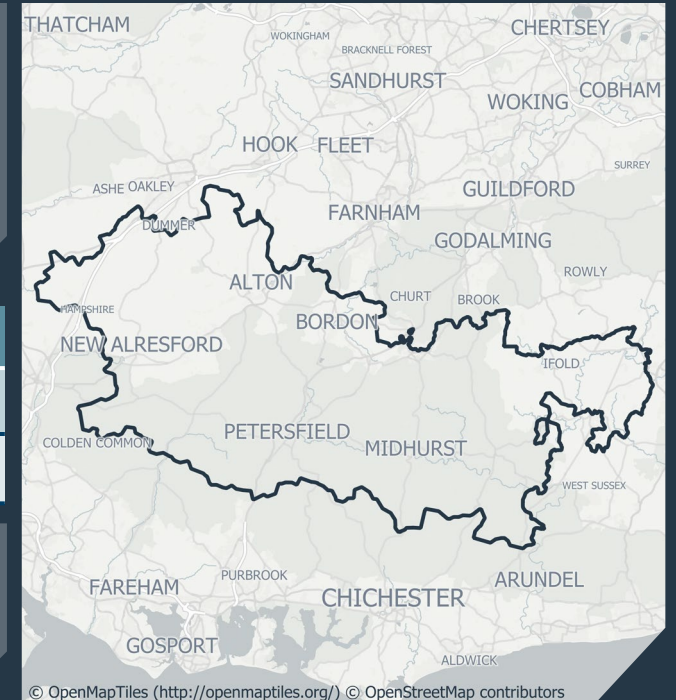 THATCHAM
CHERTSEY
WOKINGHAM
BRACKNELL FOREST
SANDHURST
COBHAM
WOKING
HOOK FLEET
SURREY
ASHE OAKLEY
GUILDFORD
FARNHAM
DUMMER
GODALMING
ROWLY
ALTON
CHURT
BROOK
HAMPSHIRE
BORDON
NEW ALRESFORD
IFOLD
PETERSFIELD
COLDEN COMMON
MIDHURST
WEST SUSSEX
PURBROOK
ARUNDEL
FAREHAM
CHICHESTER
GOSPORT
ALDWICK
© OpenMapTiles (http://openmaptiles.org/) © OpenStreetMap contributors